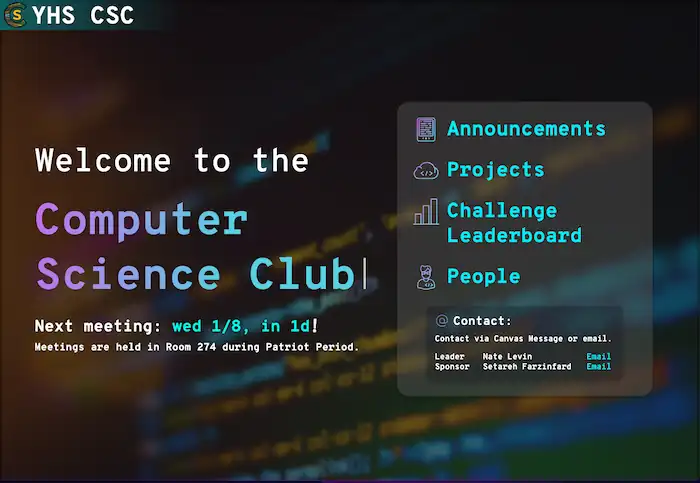 YHS CSC
Welcome to the
Computer
Science Club
Next meeting: wed 1/8, in 1d!
Meetings are held in Room 274 during Patriot Period.
Announcements
Projects
Challenge
Leaderboard
People
@ Contact:
Contact via Canvas Message or email.
Leader Nate Levin Email
Sponsor Setareh Farzinfard Email